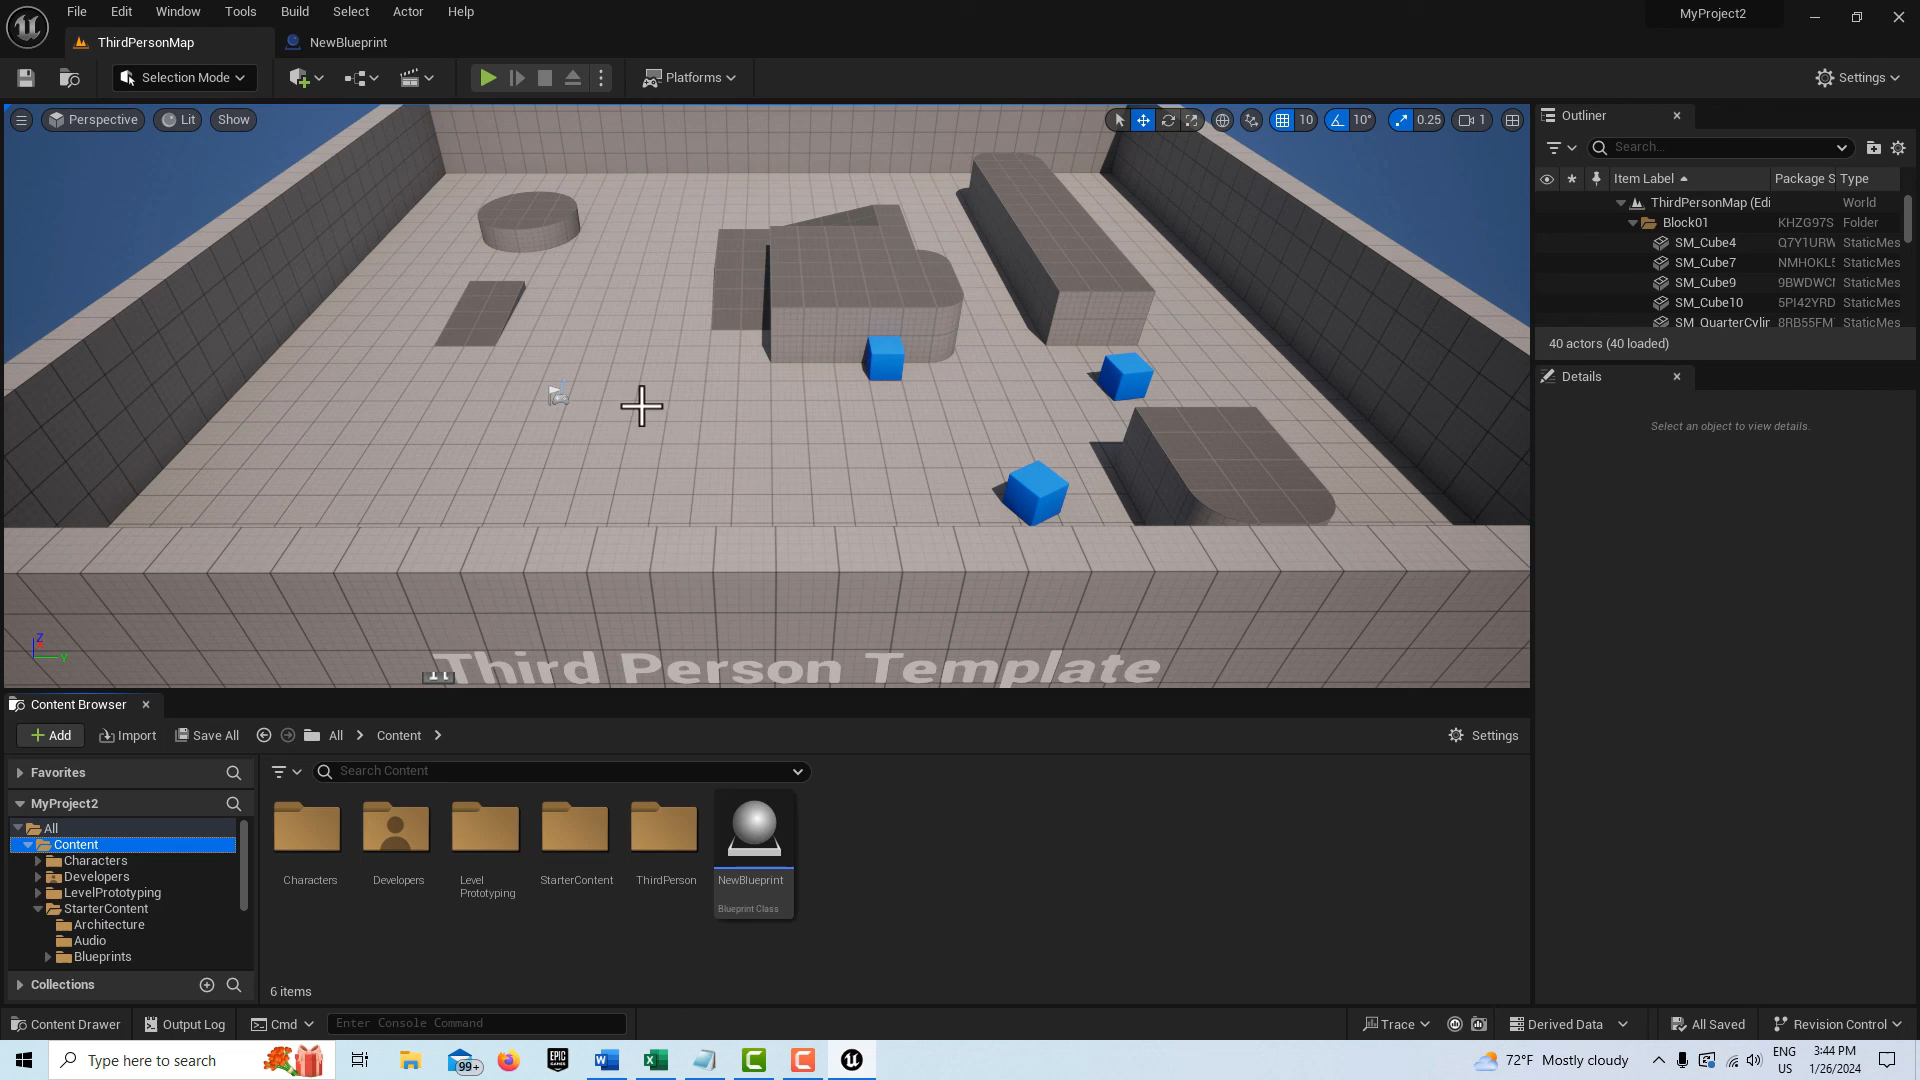 File Edit Window Tools Build Select Actor Help
MyProject2
ThirdPersonMap
NewBlueprint
Selection Mode
Platforms
Settings
Perspective
Lit
Show
10
10°
0.25
1
Outliner
Search...
Item Label
Package S
Type
ThirdPersonMap (Edi
World
Block01
KHZG97S
Folder
SM_Cube4
Q7Y1URW
StaticMes
SM_Cube7
NMHOKL
StaticMes
SM_Cube9
9BWDWC
StaticMes
SM_Cube10
5PI42YRD
StaticMes
SM_QuarterCylin
8RB55FM
StaticMes
40 actors (40 loaded)
Details
Select an object to view details.
Z
Y
Third Person Template
Content Browser
Add
Import
Save All
All
Content
Settings
Favorites
Search Content
MyProject2
All
Content
Characters
Developers
LevelPrototyping
StarterContent
Architecture
Audio
Blueprints
Collections
Characters
Developers
Level
Prototyping
StarterContent
ThirdPerson
NewBlueprint
Blueprint Class
6 items
Content Drawer
Output Log
Cmd
Enter Console Command
Trace
Derived Data
All Saved
Revision Control
Type here to search
99+
EPIC
GAMES
72°F Mostly cloudy
ENG
US
3:44 PM
1/26/2024